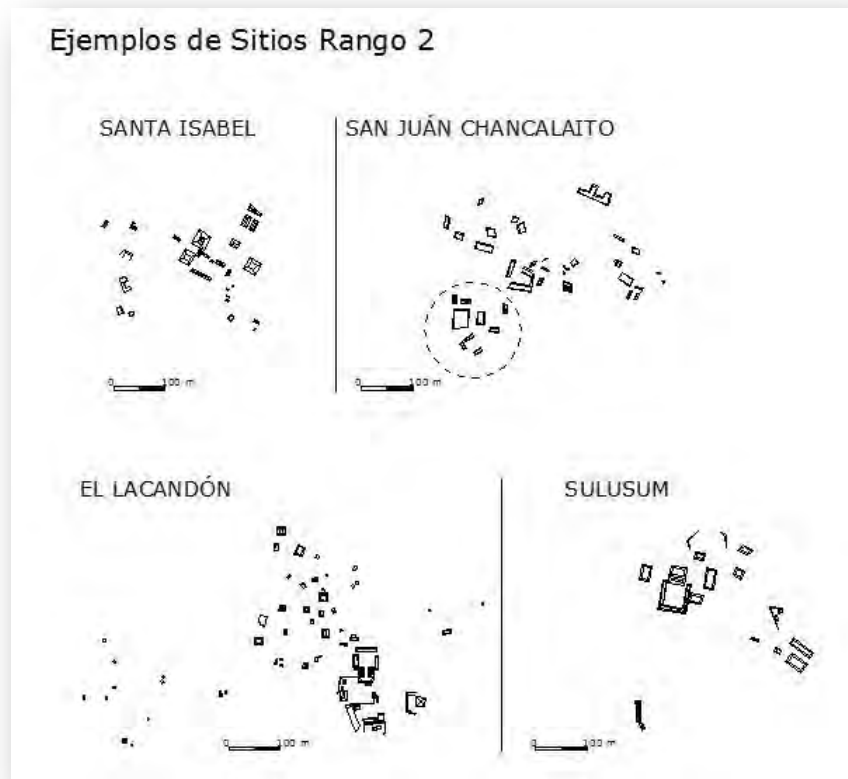 Ejemplos de Sitios Rango 2
SANTA ISABEL
SAN JUÁN CHANCALAITO
0 100 m
0 100 m
EL LACANDÓN
SULUSUM
0 100 m
0 100 m